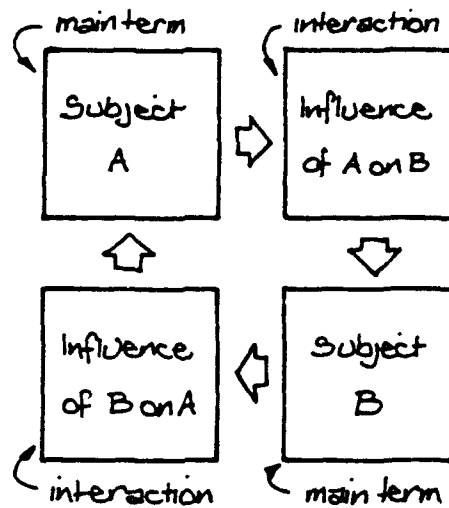 main term
interaction
Subject
A
Influence
of A on B
Influence
of B on A
Subject
B
interaction
main term